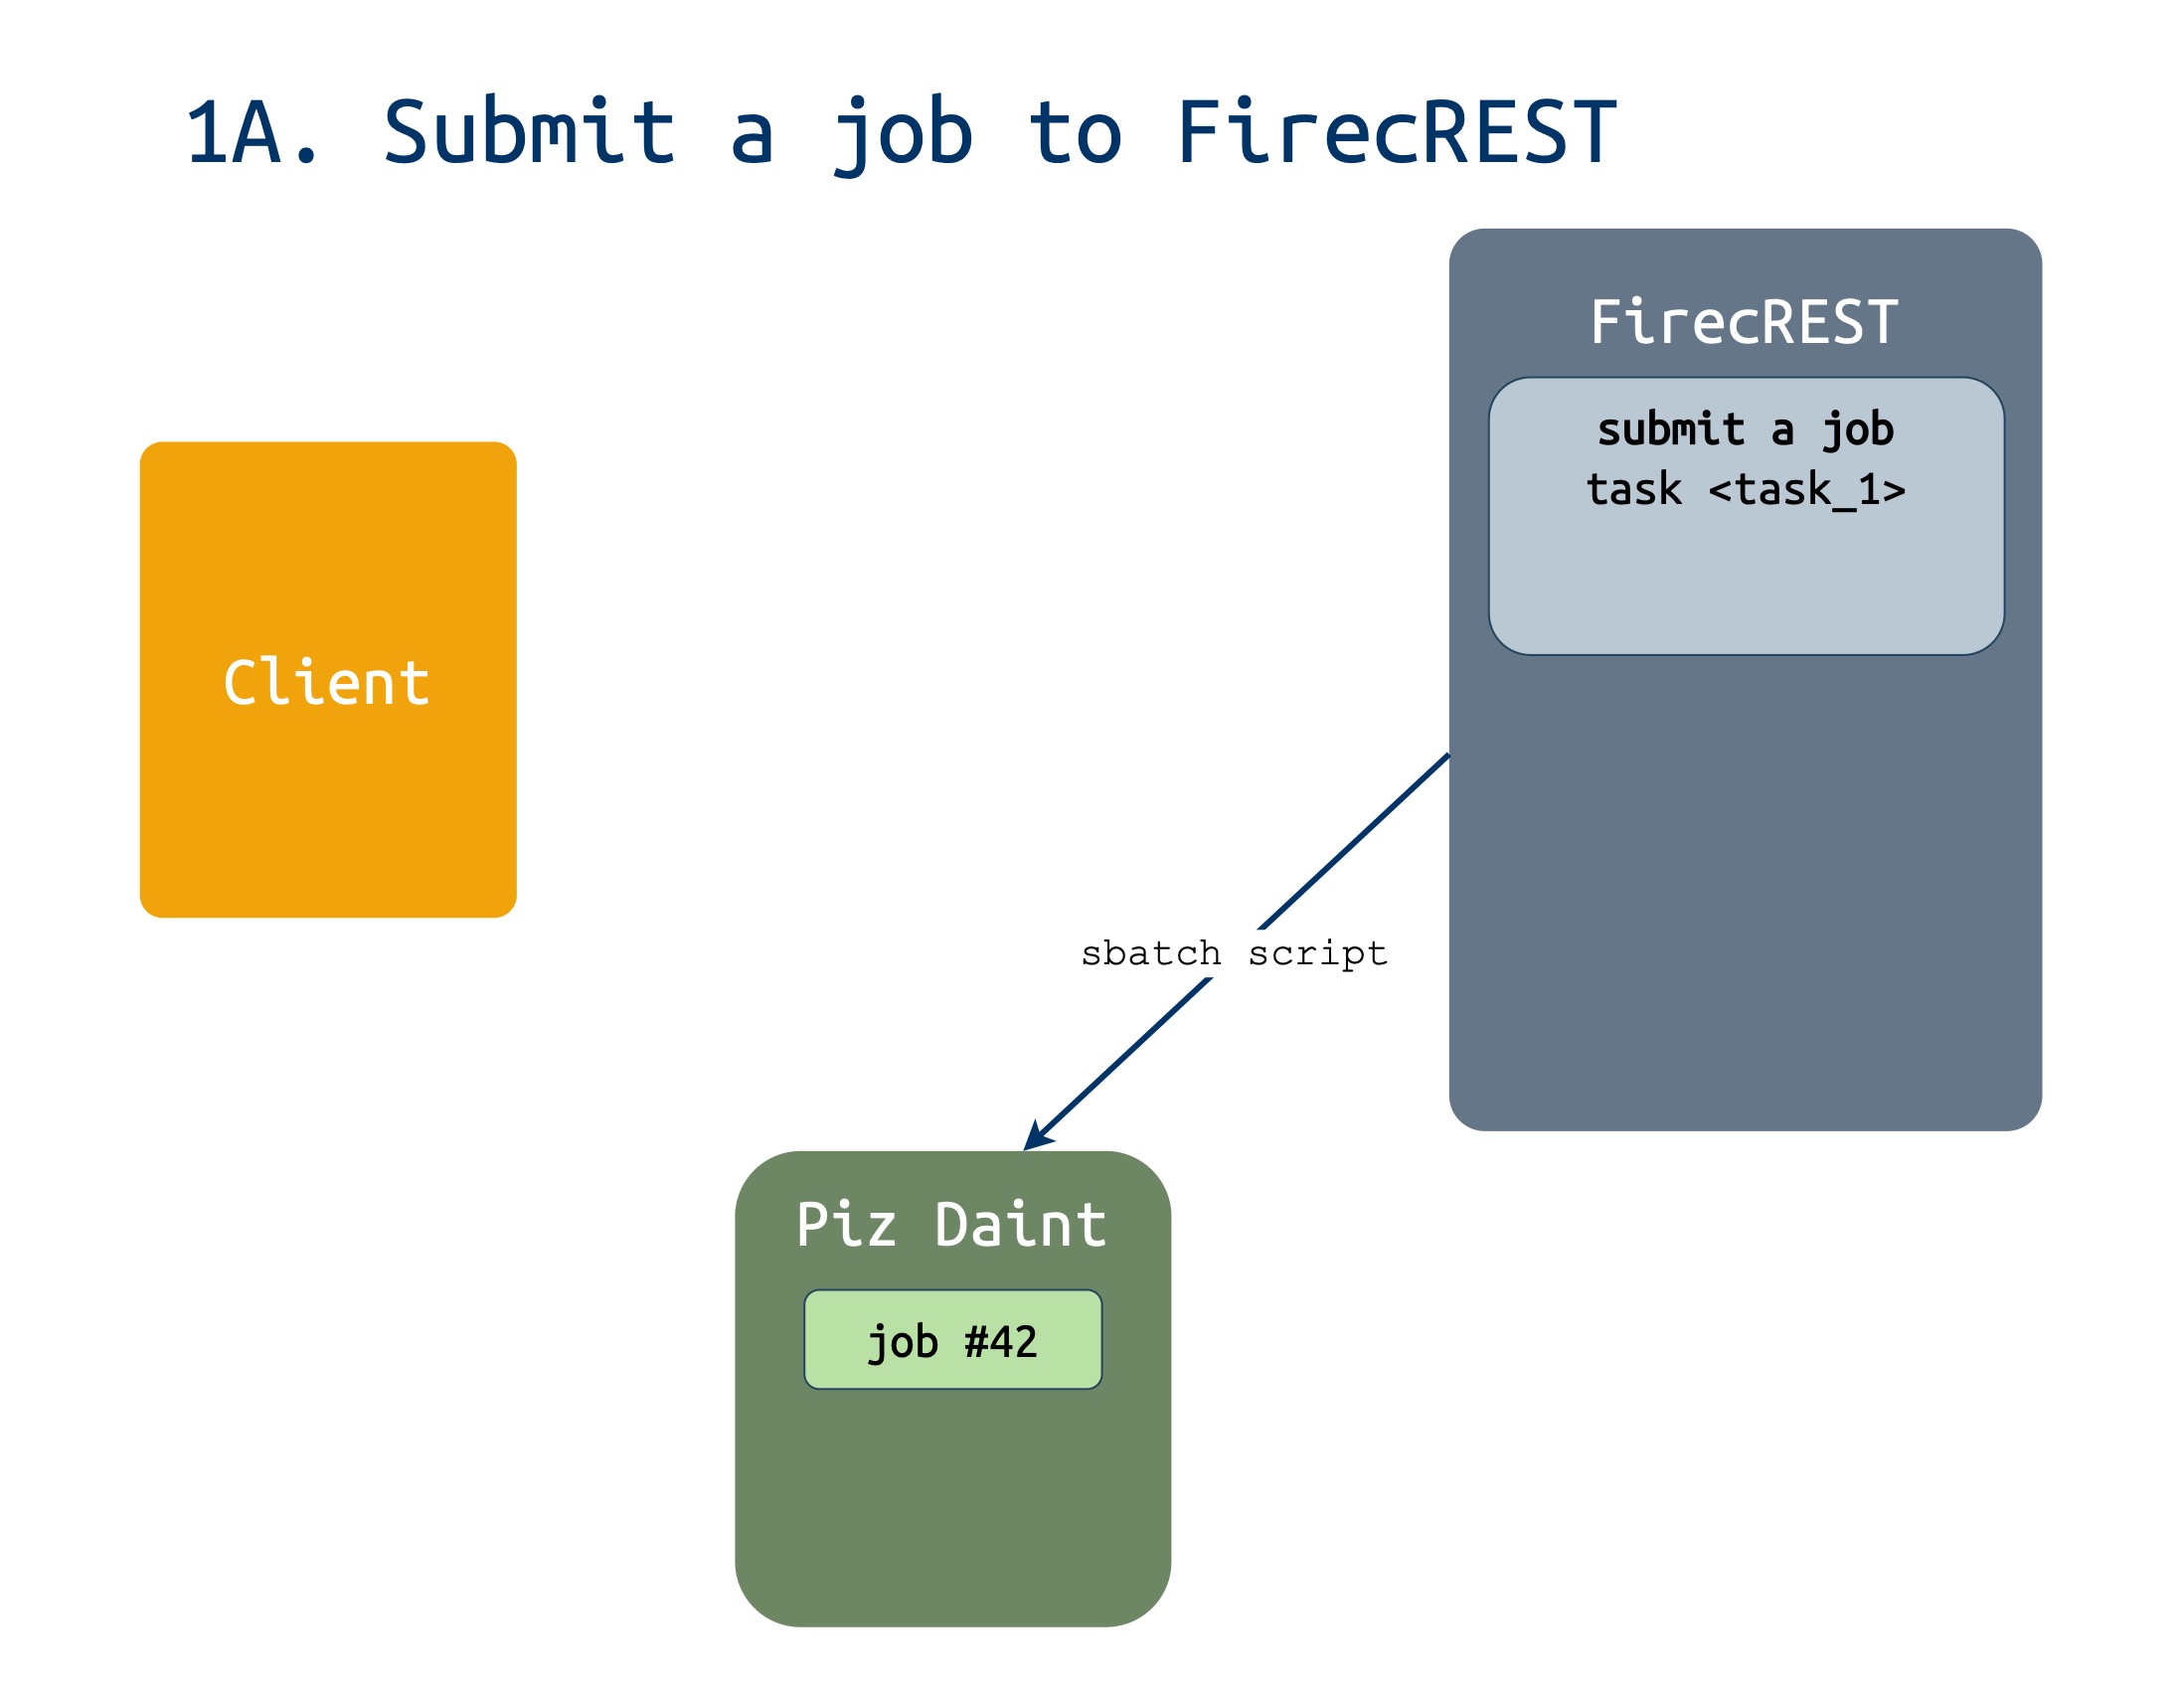 1A. Submit a job to FirecREST
FirecREST
submit a job
task <task_1>
Client
sbatch script
Piz Daint
job #42